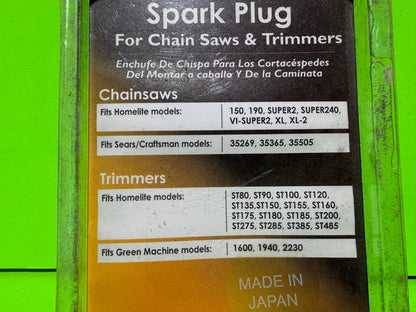 Spark Plug
For Chain Saws & Trimmers
Enchufe De Chispa Para Los Cortacéspedes
Del Montar a caballo Y De la Caminata
Chainsaws
Fits Homelite models: 150, 190, SUPER2, SUPER240,
VI-SUPER2, XL, XL-2
Fits Sears/Craftsman models: 35269, 35365, 35505
Trimmers
Fits Homelite models: ST80, ST90, ST100, ST120,
ST135,ST150, ST155, ST160,
ST175, ST180, ST185, ST200,
ST275, ST285, ST385, ST485
Fits Green Machine models: 1600, 1940, 2230
MADE IN
JAPAN